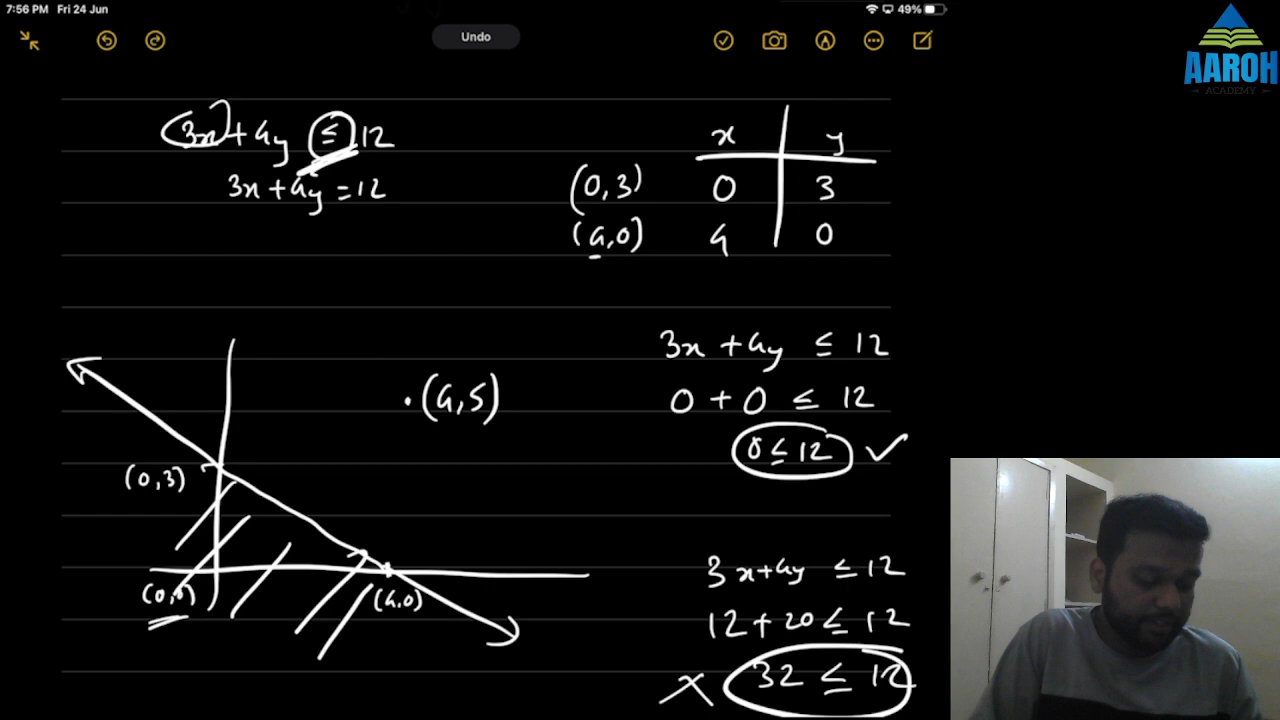 7:56 PM Fri 24 Jun
49%
Undo
AAROH
ACADEMY
3x + 4y ≤ 12
3x + 4y = 12
x y
(0,3) 0 3
(4,0) 4 0
3x + 4y ≤ 12
0 + 0 ≤ 12
0 ≤ 12 ✓
.(4,5)
(0,3)
(0,0)
(4,0)
3x + 4y ≤ 12
12 + 20 ≤ 12
X 32 ≤ 12